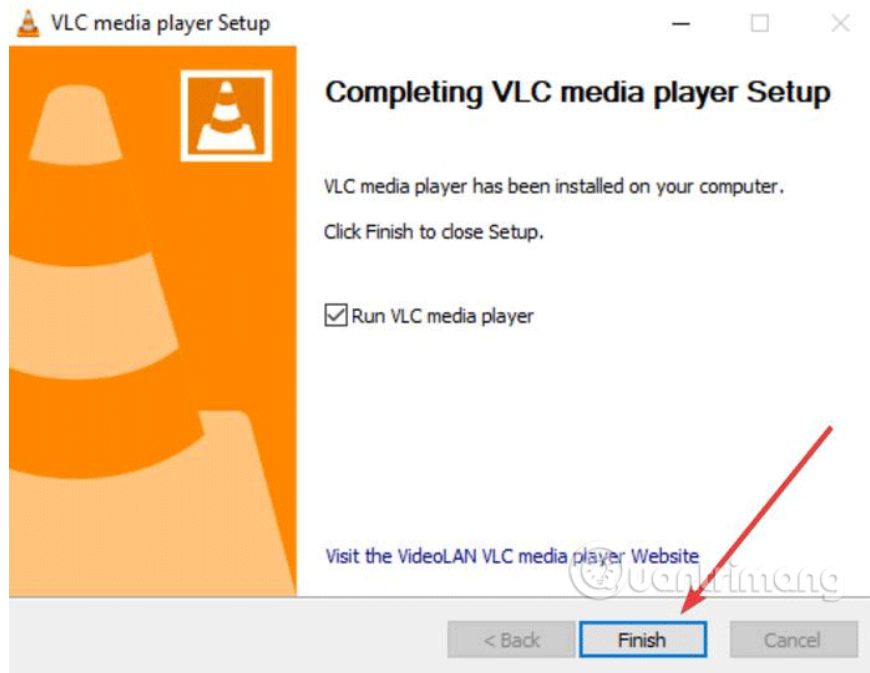 VLC media player Setup
Completing VLC media player Setup
VLC media player has been installed on your computer.
Click Finish to close Setup.
Run VLC media player
Visit the VideoLAN VLC media player Website
Quantrimang
< Back
Finish
Cancel